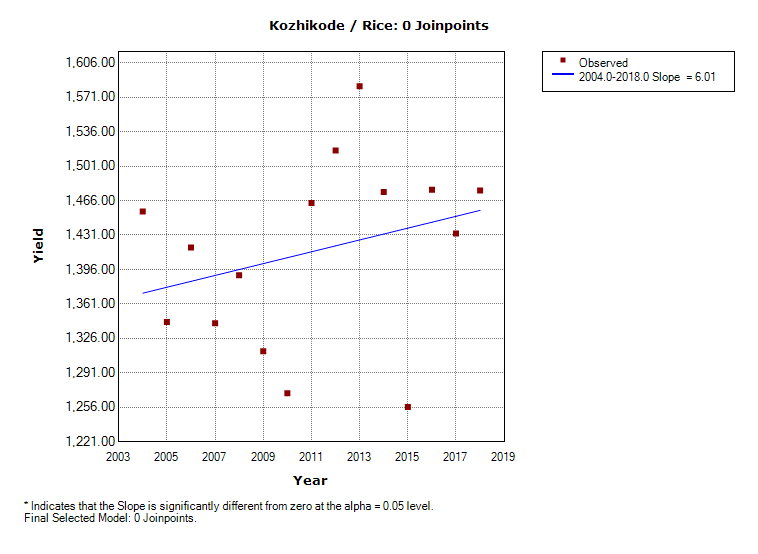 Kozhikode / Rice: 0 Joinpoints
1,606.00
1,571.00
1,536.00
1,501.00
1,466.00
1,431.00
1,396.00
1,361.00
1,326.00
1,291.00
1,256.00
1,221.00
Yield
2003 2005 2007 2009 2011 2013 2015 2017 2019
Year
Observed
2004.0-2018.0 Slope = 6.01
* Indicates that the Slope is significantly different from zero at the alpha = 0.05 level.
Final Selected Model: 0 Joinpoints.